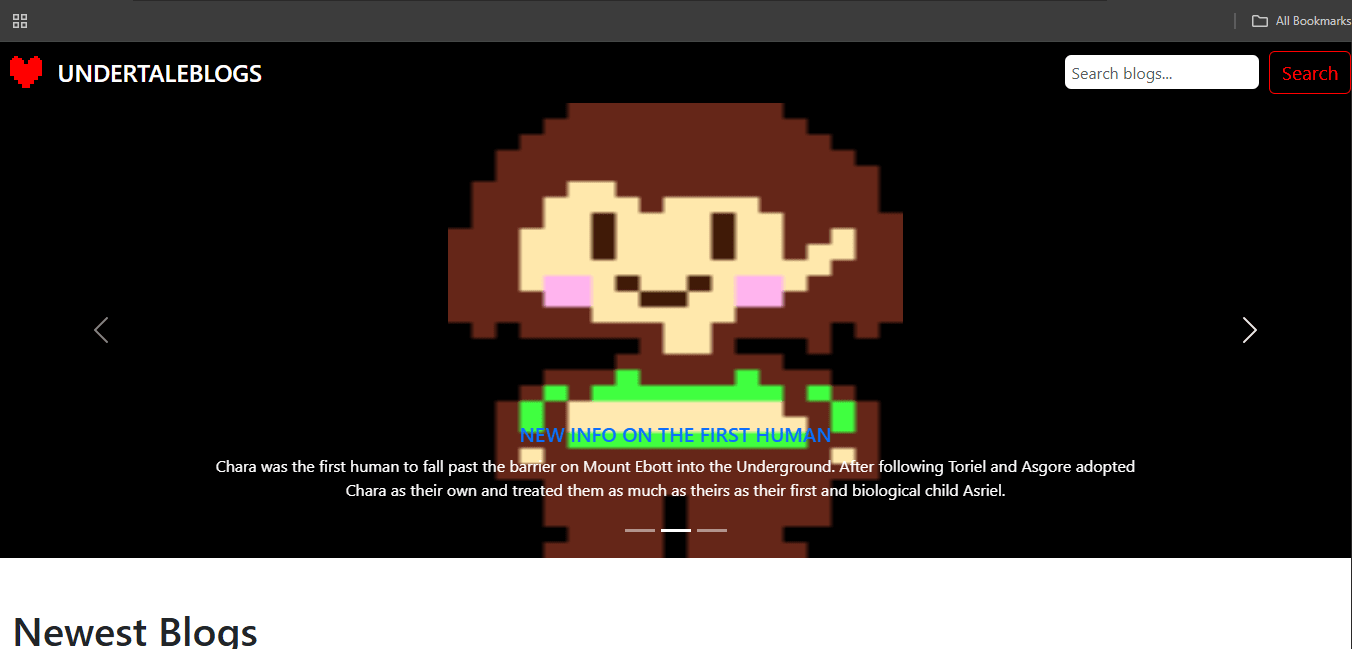 All Bookmarks
UNDERTALEBLOGS
Search blogs...
Search
NEW INFO ON THE FIRST HUMAN
Chara was the first human to fall past the barrier on Mount Ebott into the Underground. After following Toriel and Asgore adopted
Chara as their own and treated them as much as theirs as their first and biological child Asriel.
Newest Blogs